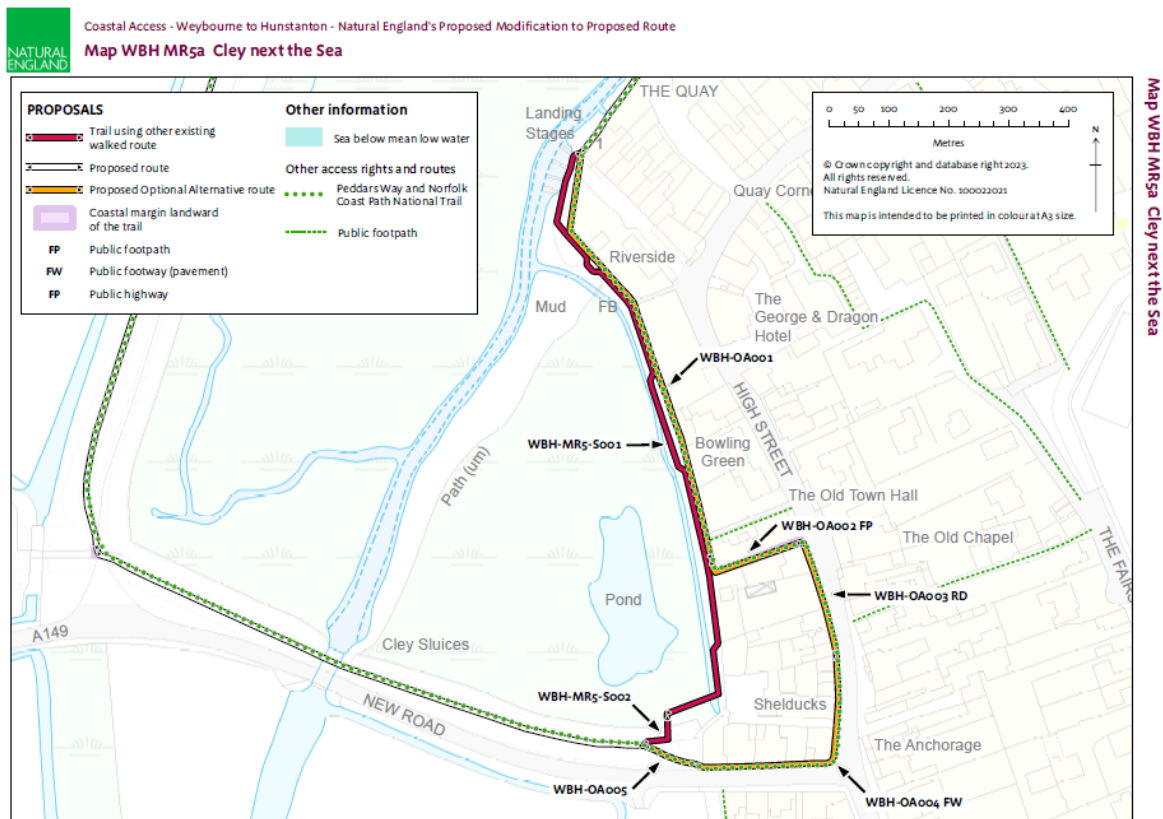 NATURAL
ENGLAND
Coastal Access - Weybourne to Hunstanton - Natural England's Proposed Modification to Proposed Route
Map WBH MR5a Cley next the Sea
PROPOSALS
Trail using other existing
walked route
Proposed route
Proposed Optional Alternative route
Coastal margin landward
of the trail
FP Public footpath
FW Public footway (pavement)
FP Public highway
Other information
Sea below mean low water
Other access rights and routes
Peddars Way and Norfolk
Coast Path National Trail
Public footpath
0 50 100 200 300 400
Metres
N
© Crown copyright and database right 2023.
All rights reserved.
Natural England Licence No. 100022021
This map is intended to be printed in colour at A3 size.
Map WBH MR5a Cley next the Sea
THE QUAY
Landing
Stages
1
Quay
Riverside
Mud
FB
The
George & Dragon
Hotel
WBH-OA001
HIGH STREET
WBH-MR5-S001
Bowling
Green
Path (um)
The Old Town Hall
WBH-OA002 FP
The Old Chapel
THE
WBH-OA003 RD
Pond
A149
Cley Sluices
WBH-MR5-S002
NEW ROAD
Shelducks
The Anchorage
WBH-OA005
WBH-OA004 FW